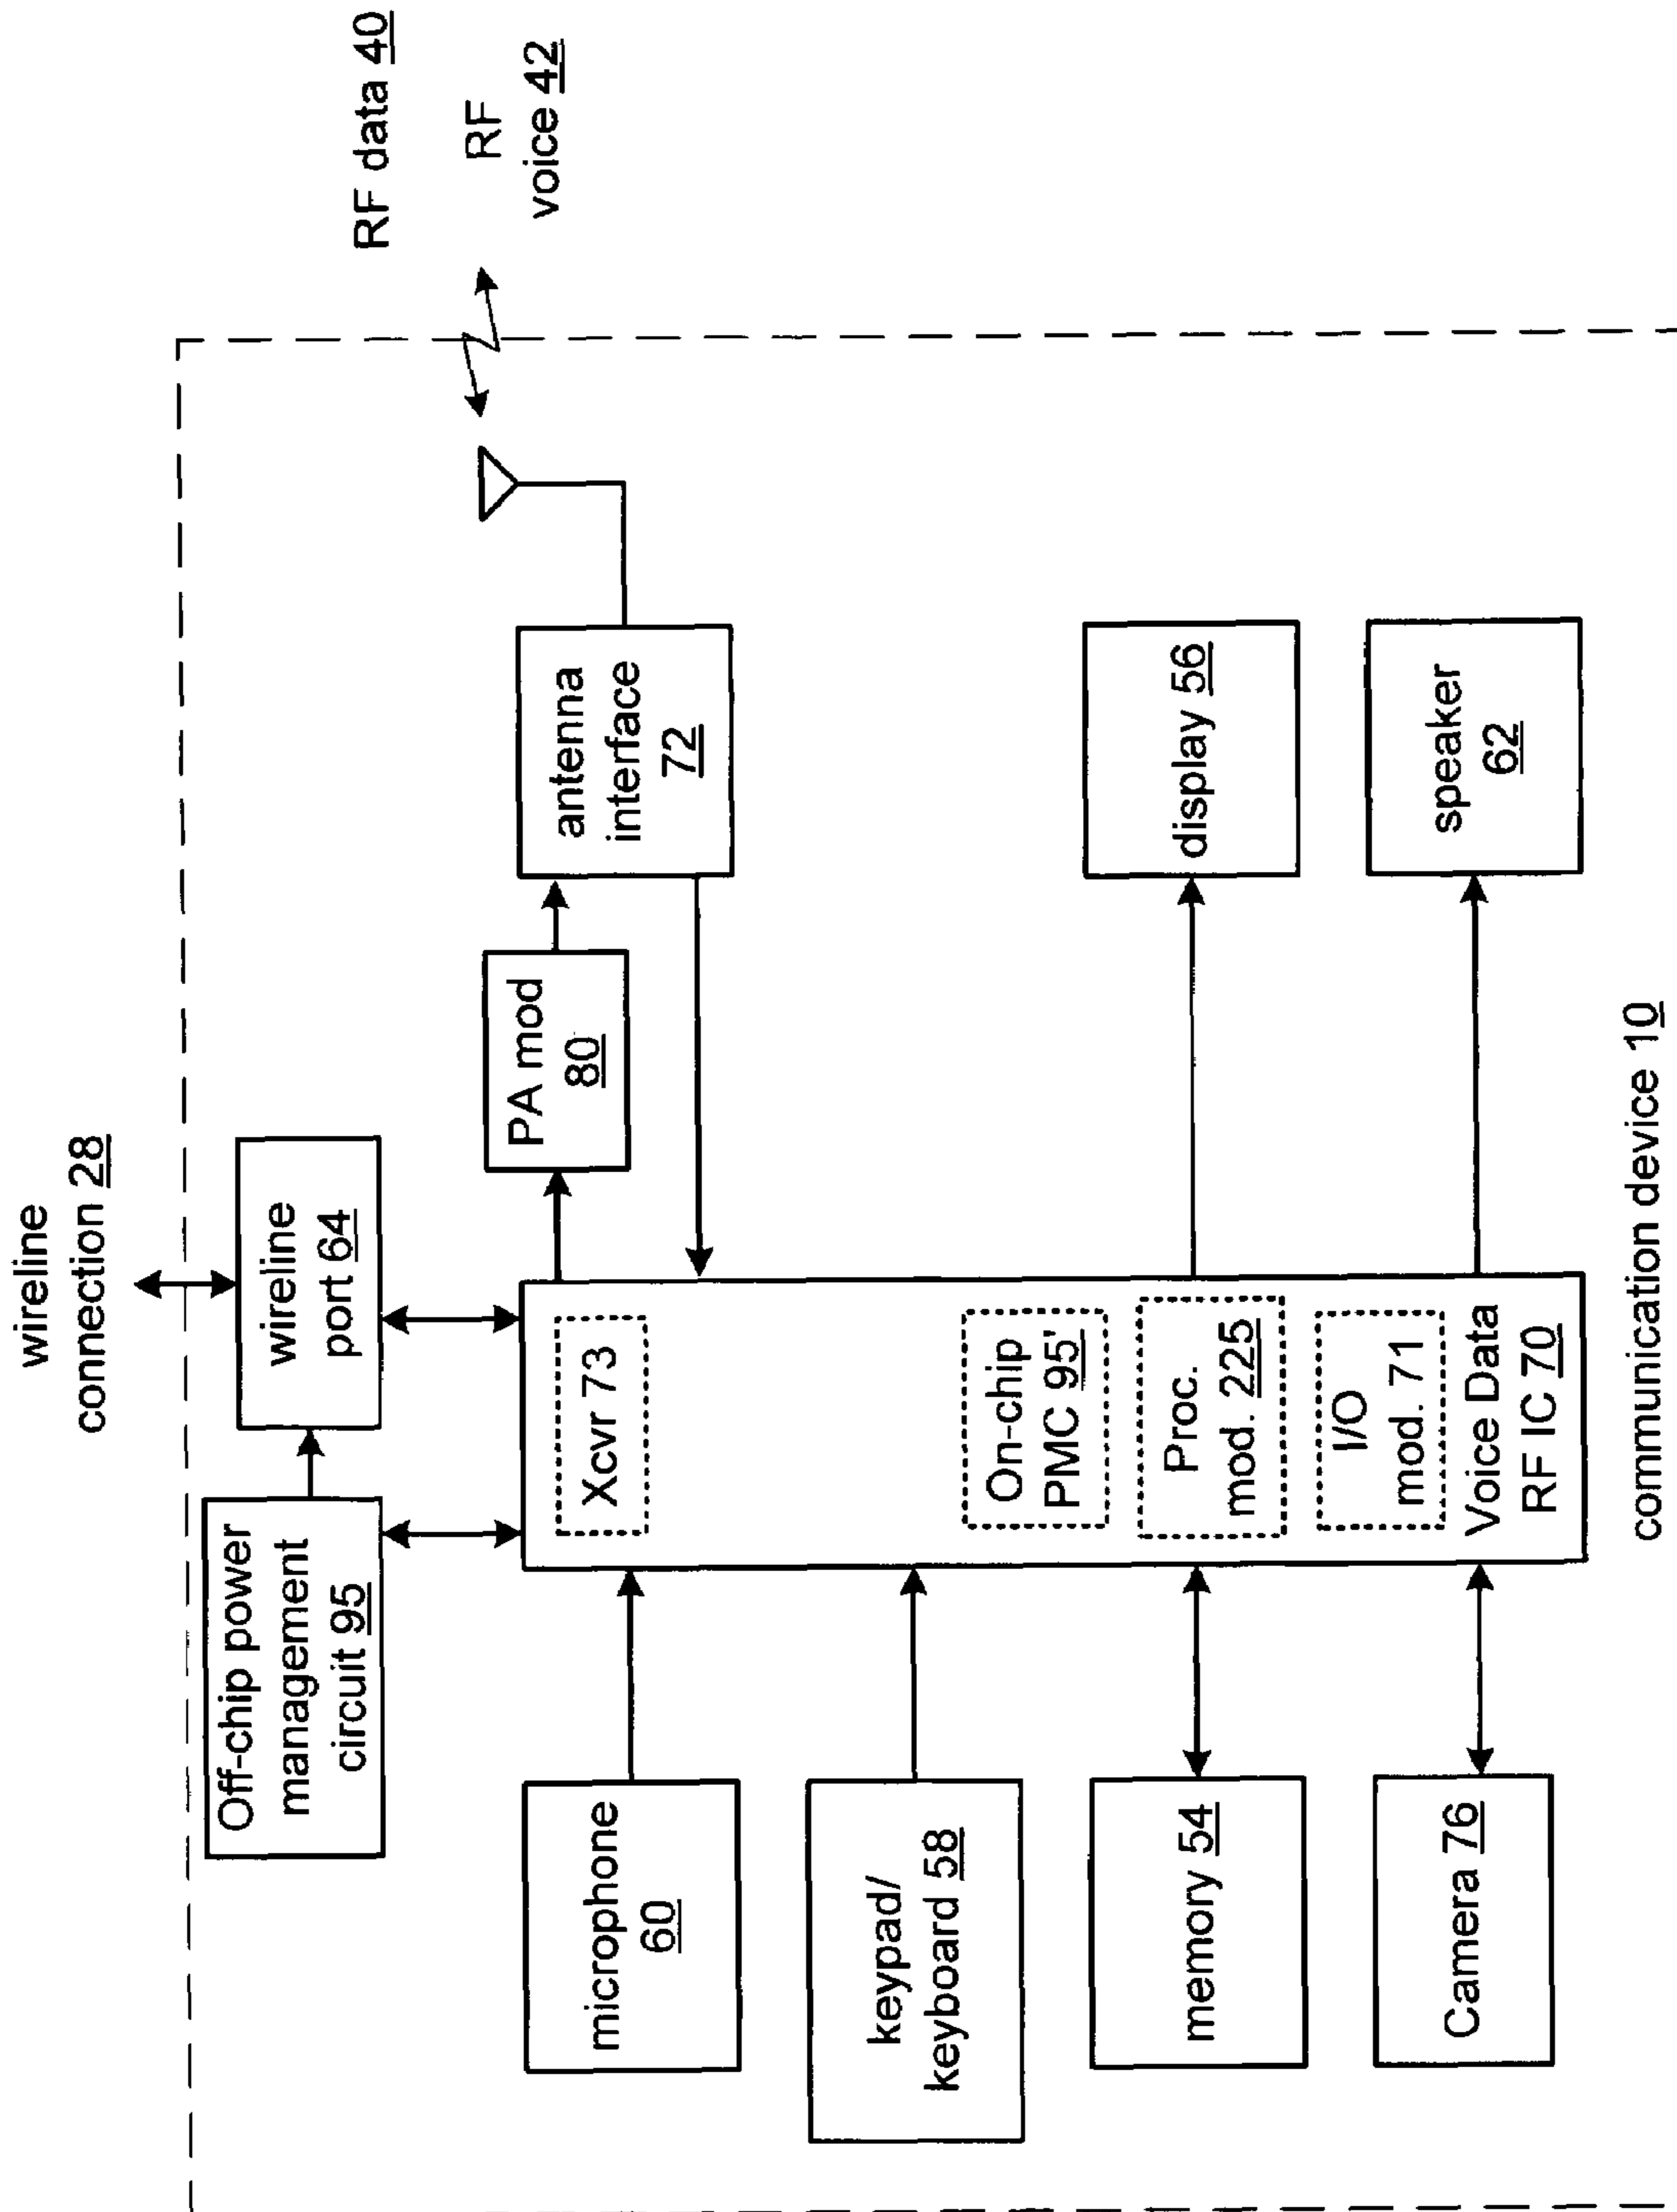 wireline
connection 28
RF data 40
RF
voice 42
Off-chip power
management
circuit 95
wireline
port 64
PA mod
80
antenna
interface
72
microphone
60
keypad/
keyboard 58
memory 54
Camera 76
Xcvr 73
On-chip
PMC 95'
Proc.
mod. 225
I/O
mod. 71
Voice Data
RF IC 70
display 56
speaker
62
communication device 10